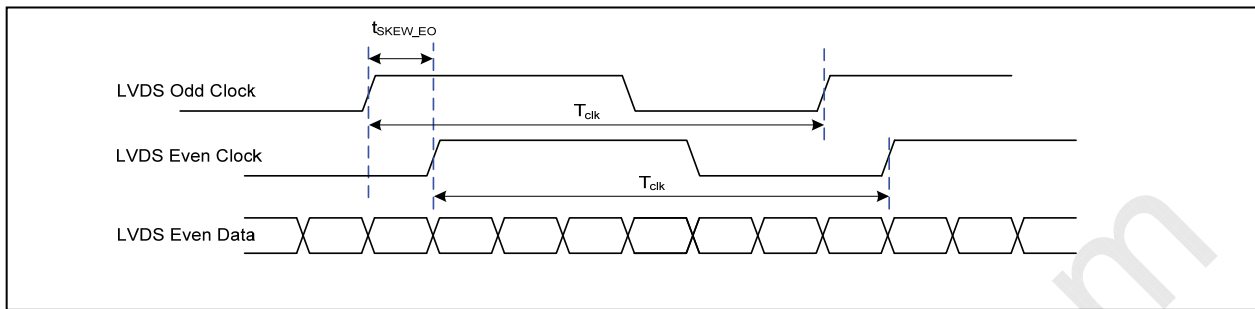 tSKEW_EO
LVDS Odd Clock
Tclk
LVDS Even Clock
Tclk
LVDS Even Data
m